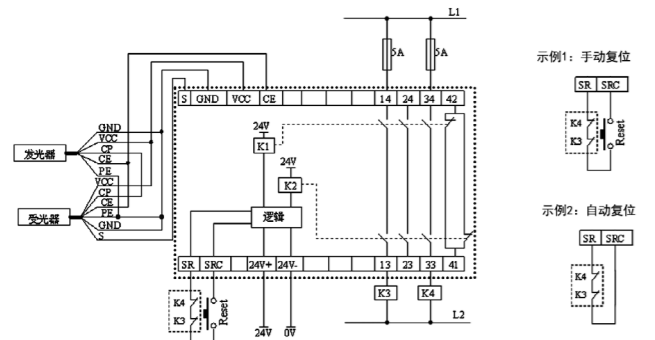 L1
5A
5A
示例1：手动复位
S GND VCC CE 14 24 34 42
SR SRC
GND
VCC
CP
CE
PE
发光器
24V
K1
24V
K2
K4
K3
Reset
VCC
CP
CE
PE
GND
S
受光器
逻辑
示例2：自动复位
SR SRC
SR SRC 24V+ 24V- 13 23 33 41
K4
K3
K3
K4
K4
K3
Reset
24V
0V
L2